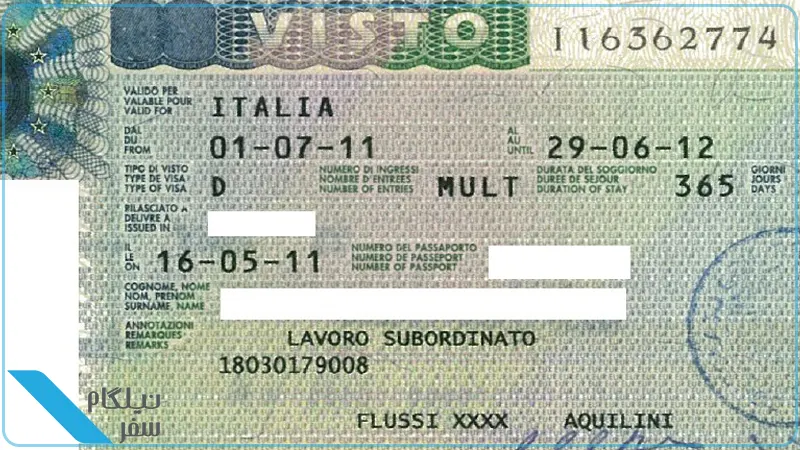 VISTO I16362774
VALIDO PER
VALABLE POUR
VALID FOR
ITALIA
DAL
DU
FROM
01-07-11
AL
AU
UNTIL
29-06-12
TIPO DI VISTO
TYPE DE VISA
TYPE OF VISA
D
NUMERO DI INGRESSI
NOMBRE D'ENTREES
NUMBER OF ENTRIES
MULT
DURATA DEL SOGGIORNO
DUREE DE SEJOUR
DURATION OF STAY
365
GIORNI
JOURS
DAYS
RILASCIATO A
DELIVRE A
ISSUED IN
IL
LE
ON
16-05-11
NUMERO DEL PASSAPORTO
NUMERO DE PASSEPORT
NUMBER OF PASSPORT
COGNOME, NOME
NOM, PRENOM
SURNAME, NAME
ANNOTAZIONI
REMARQUES
REMARKS
LAVORO SUBORDINATO
18030179008
FLUSSI XXXX AQUILINI
نیلگام
سفر